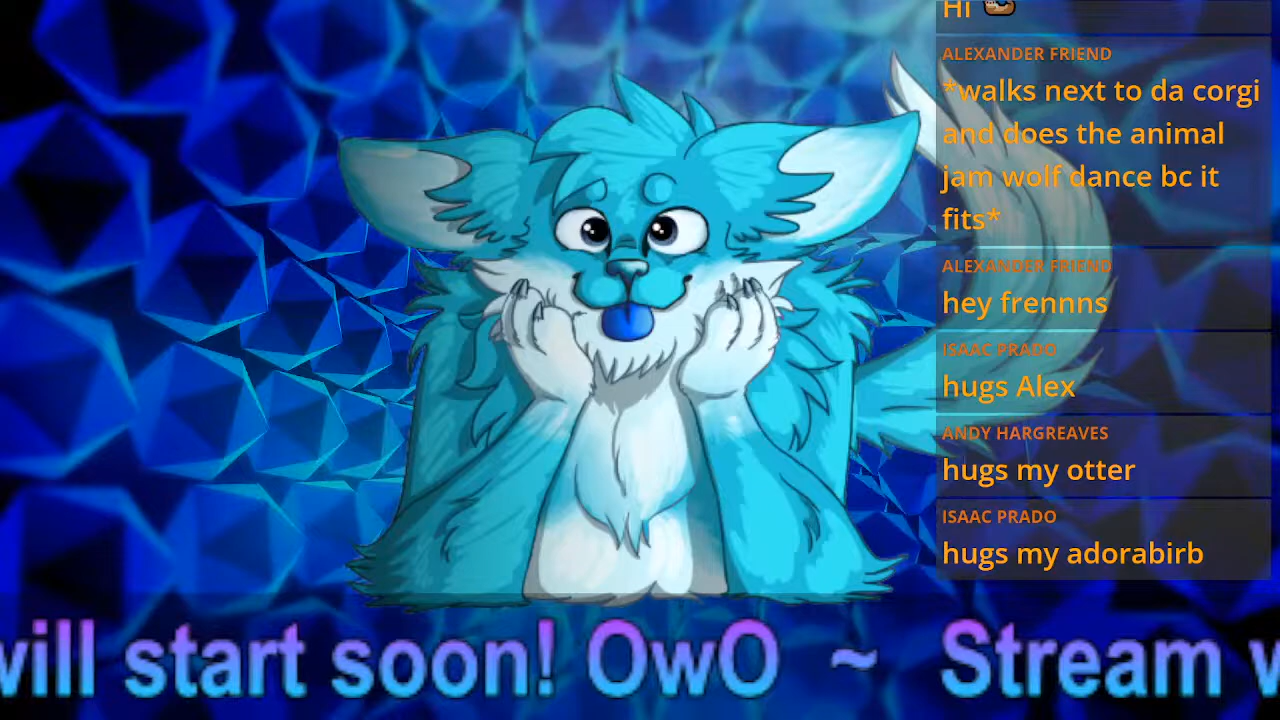 Hi
ALEXANDER FRIEND
*walks next to da corgi
and does the animal
jam wolf dance bc it
fits*
ALEXANDER FRIEND
hey frennns
ISAAC PRADO
hugs Alex
ANDY HARGREAVES
hugs my otter
ISAAC PRADO
hugs my adorabirb
will start soon! OwO ~ Stream w